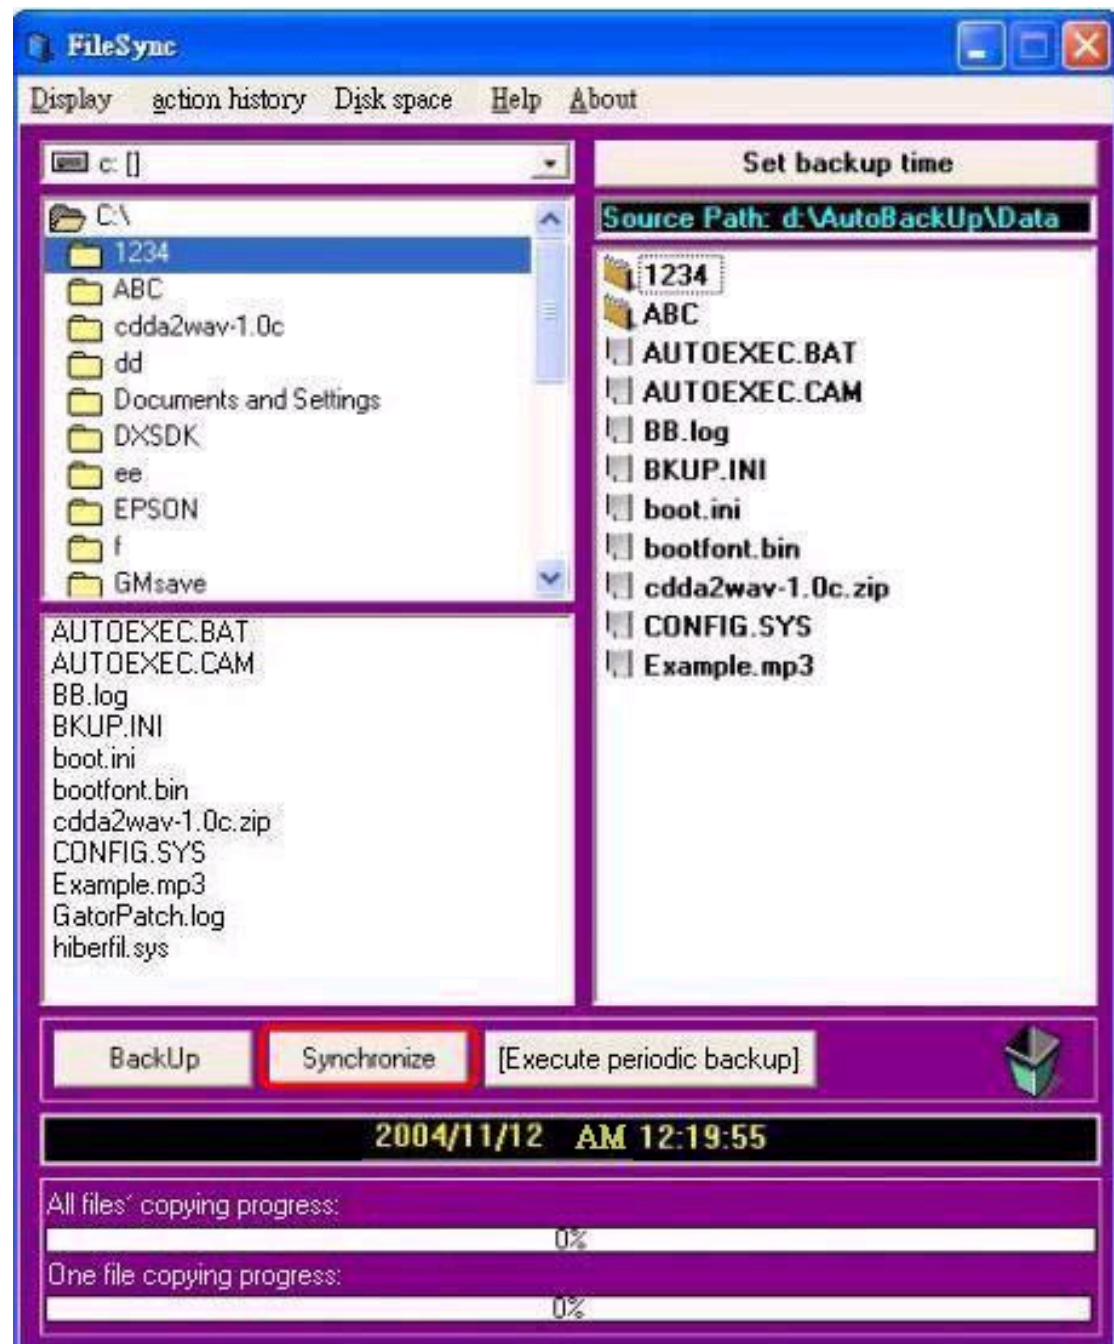 FileSync
Display action history Disk space Help About
c: []
Set backup time
C:\
1234
ABC
cdda2wav-1.0c
dd
Documents and Settings
DXSDK
ee
EPSON
f
GMsave
Source Path: d:\AutoBackUp\Data
1234
ABC
AUTOEXEC.BAT
AUTOEXEC.CAM
BB.log
BKUP.INI
boot.ini
bootfont.bin
cdda2wav-1.0c.zip
CONFIG.SYS
Example.mp3
AUTOEXEC.BAT
AUTOEXEC.CAM
BB.log
BKUP.INI
boot.ini
bootfont.bin
cdda2wav-1.0c.zip
CONFIG.SYS
Example.mp3
GatorPatch.log
hiberfil.sys
BackUp Synchronize [Execute periodic backup]
2004/11/12 AM 12:19:55
All files' copying progress:
0%
One file copying progress:
0%